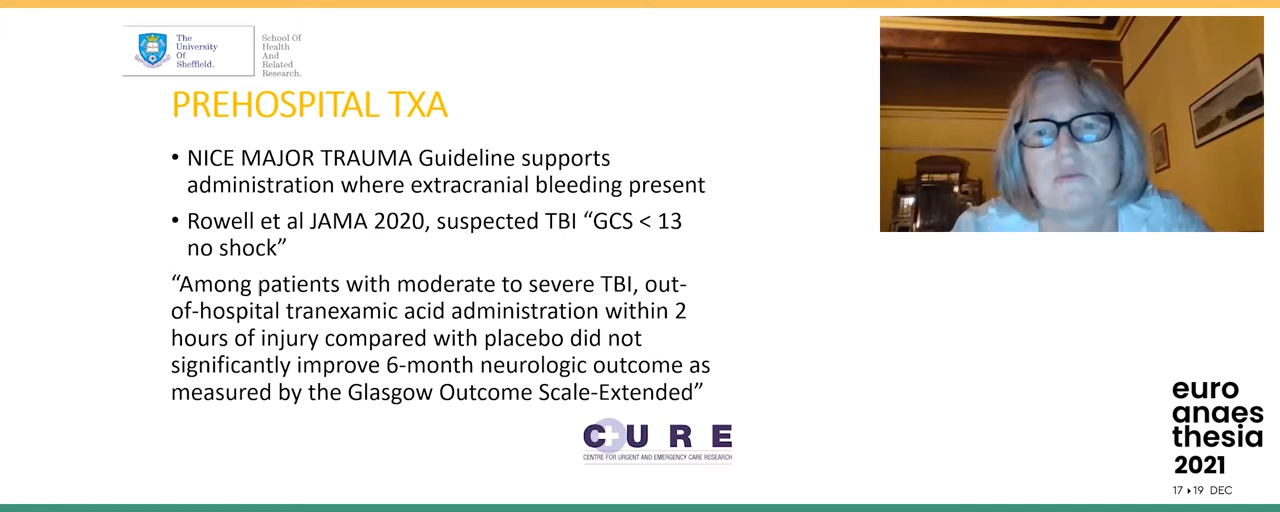 The
University
Of
Sheffield.
School Of
Health
And
Related
Research.
PREHOSPITAL TXA
• NICE MAJOR TRAUMA Guideline supports
administration where extracranial bleeding present
• Rowell et al JAMA 2020, suspected TBI “GCS < 13
no shock”
“Among patients with moderate to severe TBI, out-
of-hospital tranexamic acid administration within 2
hours of injury compared with placebo did not
significantly improve 6-month neurologic outcome as
measured by the Glasgow Outcome Scale-Extended”
CURE
CENTRE FOR URGENT AND EMERGENCY CARE RESEARCH
euro
anaes
thesia
2021
17 ▸ 19 DEC